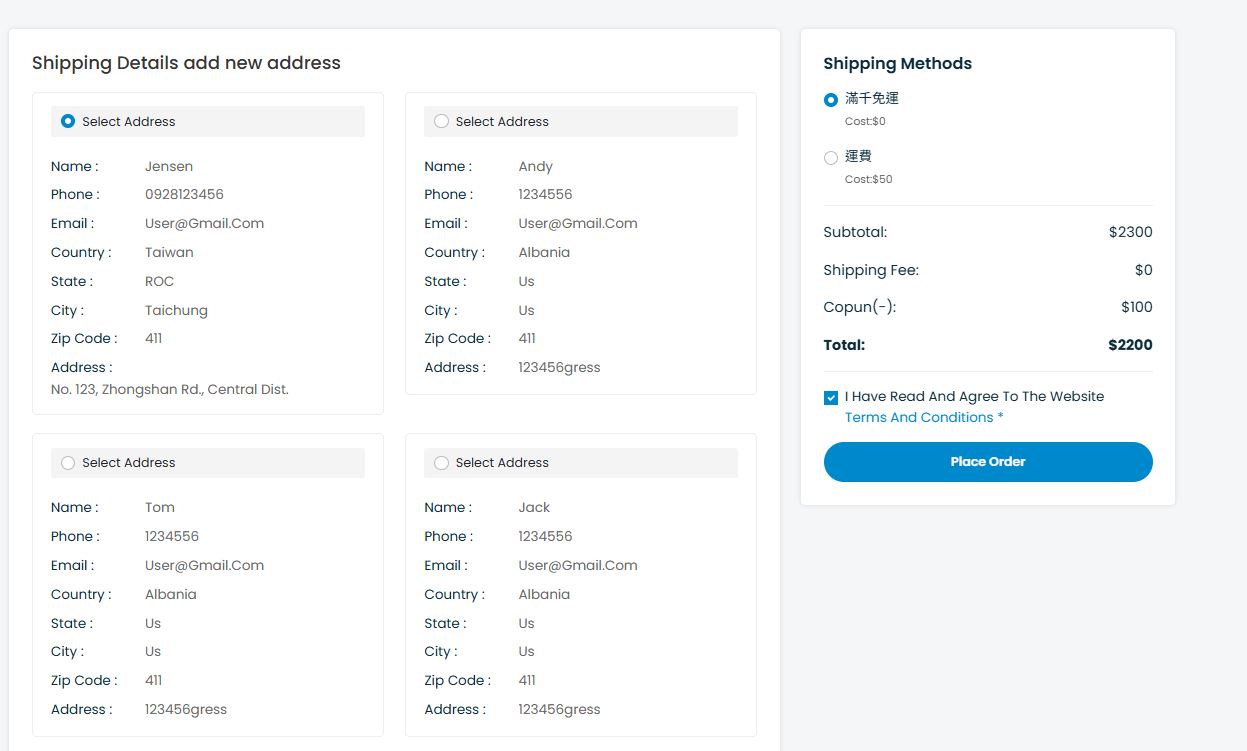 Shipping Details add new address
Select Address
Name : Jensen
Phone : 0928123456
Email : User@Gmail.Com
Country : Taiwan
State : ROC
City : Taichung
Zip Code : 411
Address :
No. 123, Zhongshan Rd., Central Dist.
Select Address
Name : Andy
Phone : 1234556
Email : User@Gmail.Com
Country : Albania
State : Us
City : Us
Zip Code : 411
Address : 123456gress
Select Address
Name : Tom
Phone : 1234556
Email : User@Gmail.Com
Country : Albania
State : Us
City : Us
Zip Code : 411
Address : 123456gress
Select Address
Name : Jack
Phone : 1234556
Email : User@Gmail.Com
Country : Albania
State : Us
City : Us
Zip Code : 411
Address : 123456gress
Shipping Methods
滿千免運
Cost:$0
運費
Cost:$50
Subtotal: $2300
Shipping Fee: $0
Copun(-): $100
Total: $2200
I Have Read And Agree To The Website
Terms And Conditions *
Place Order